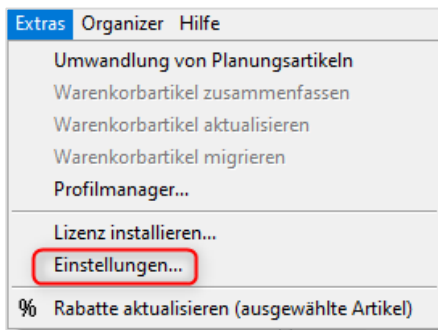 Extras Organizer Hilfe
Umwandlung von Planungsartikeln
Warenkorbartikel zusammenfassen
Warenkorbartikel aktualisieren
Warenkorbartikel migrieren
Profilmanager...
Lizenz installieren...
Einstellungen...
% Rabatte aktualisieren (ausgewählte Artikel)